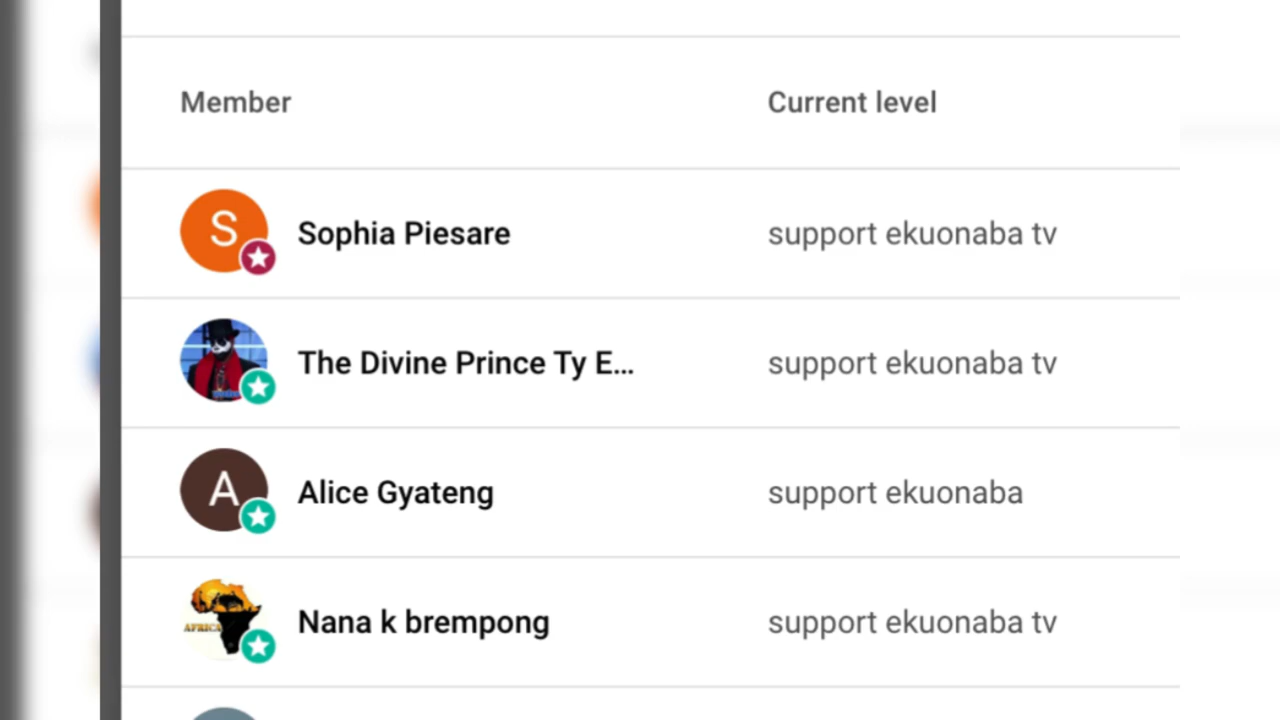 Member Current level
S Sophia Piesare support ekuonaba tv
The Divine Prince Ty E... support ekuonaba tv
A Alice Gyateng support ekuonaba
AFRICA Nana k brempong support ekuonaba tv